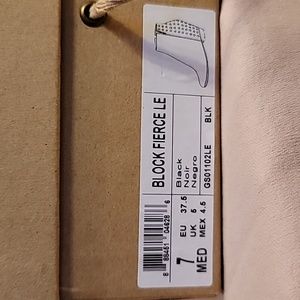 BLOCK FIERCE LE
Black
Noir
Negro
GS01102LE BLK
7
MED
EU 37.5
UK 5
MEX 4.5